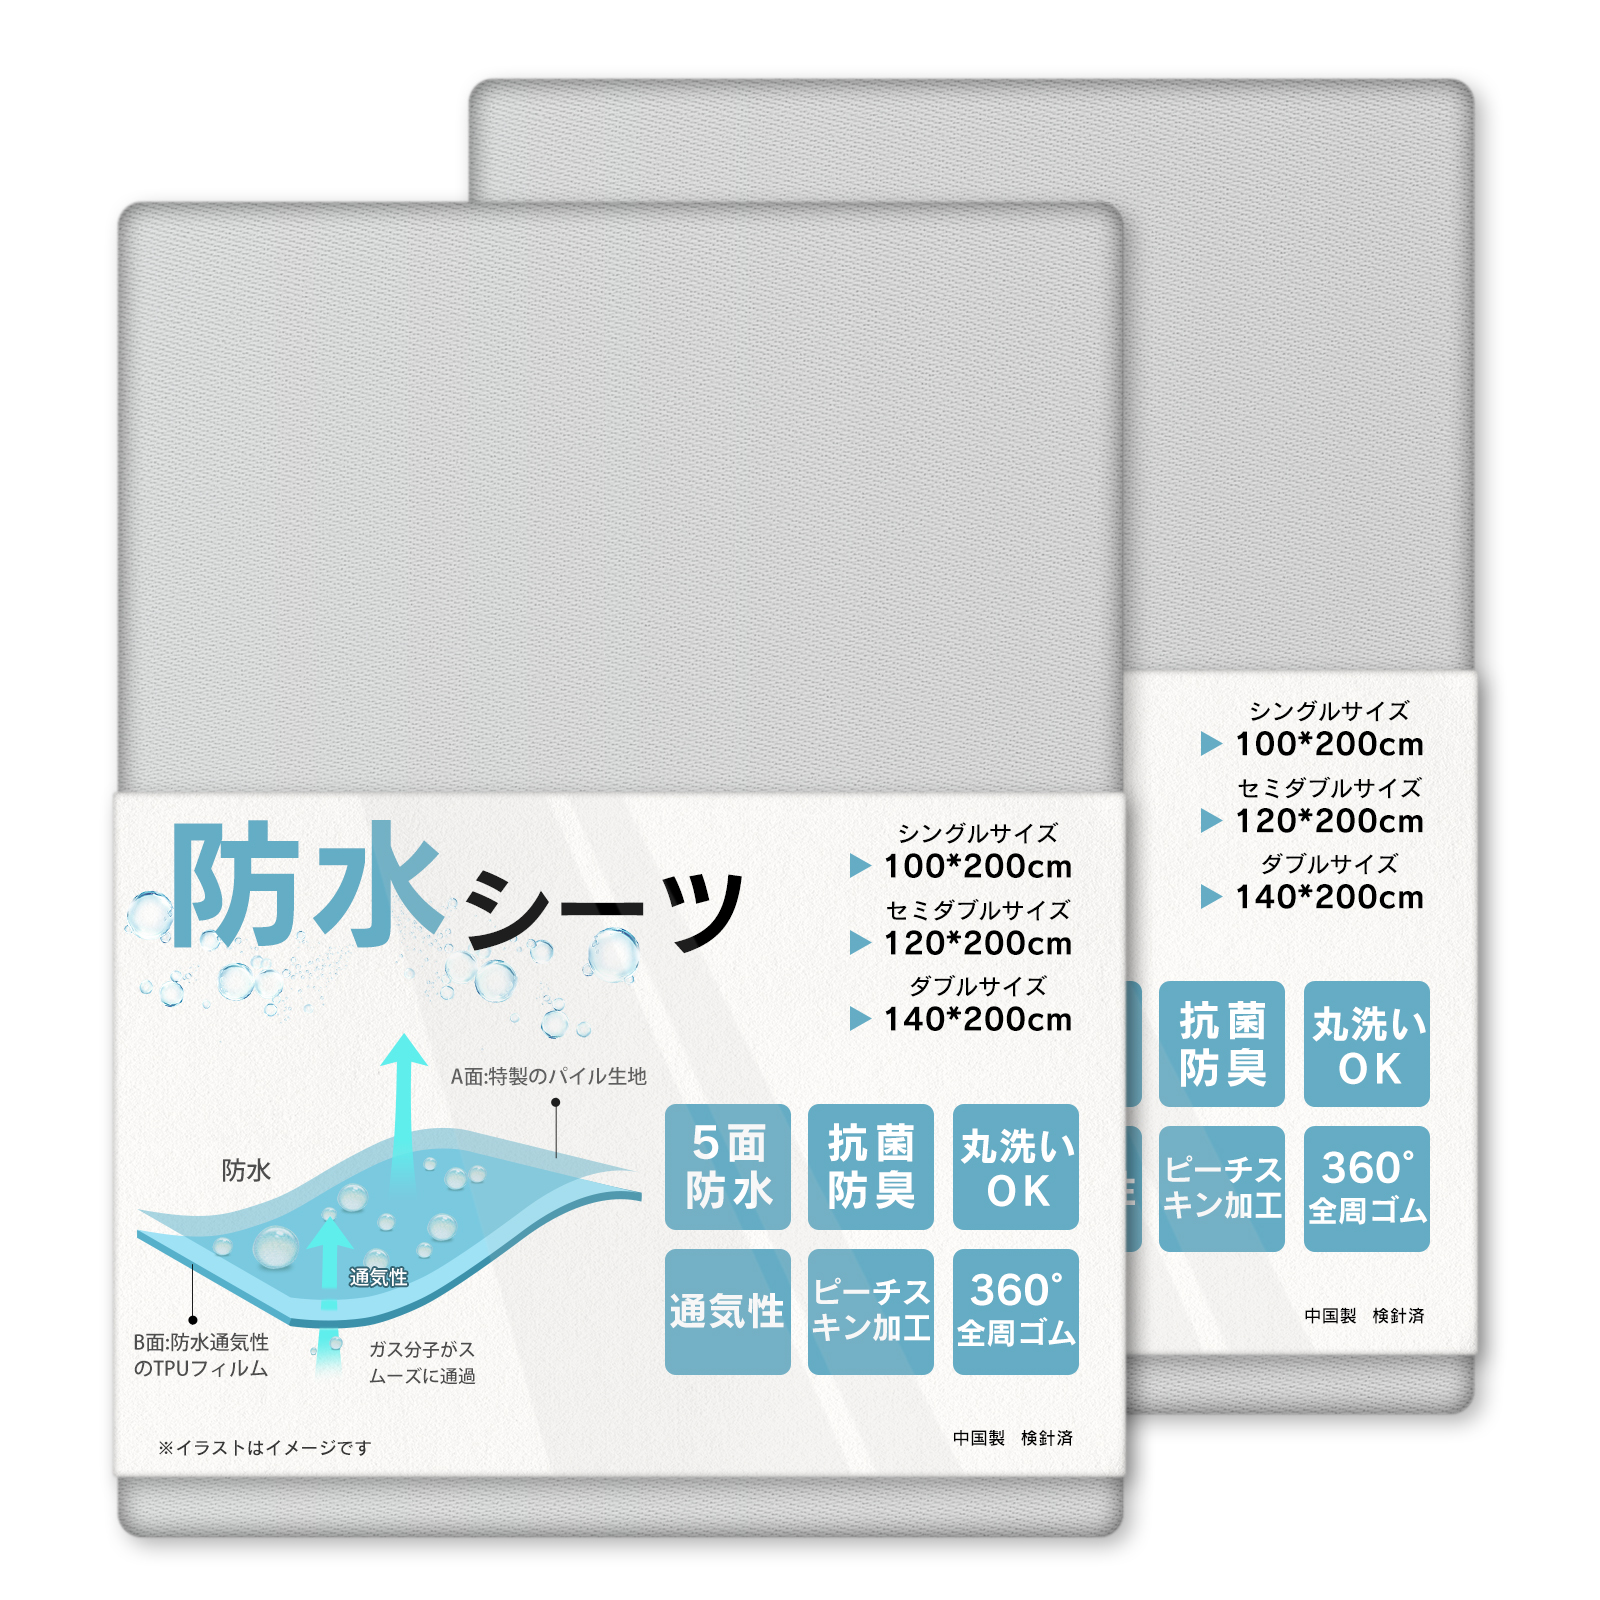 防水シーツ
シングルサイズ
100*200cm
セミダブルサイズ
120*200cm
ダブルサイズ
140*200cm
A面:特製のパイル生地
防水
通気性
B面:防水通気性
のTPUフィルム
ガス分子がス
ムーズに通過
5面
防水
抗菌
防臭
丸洗い
OK
通気性
ピーチス
キン加工
360°
全周ゴム
※イラストはイメージです
中国製 検針済
シングルサイズ
100*200cm
セミダブルサイズ
120*200cm
ダブルサイズ
140*200cm
抗菌
防臭
丸洗い
OK
ピーチス
キン加工
360°
全周ゴム
中国製 検針済